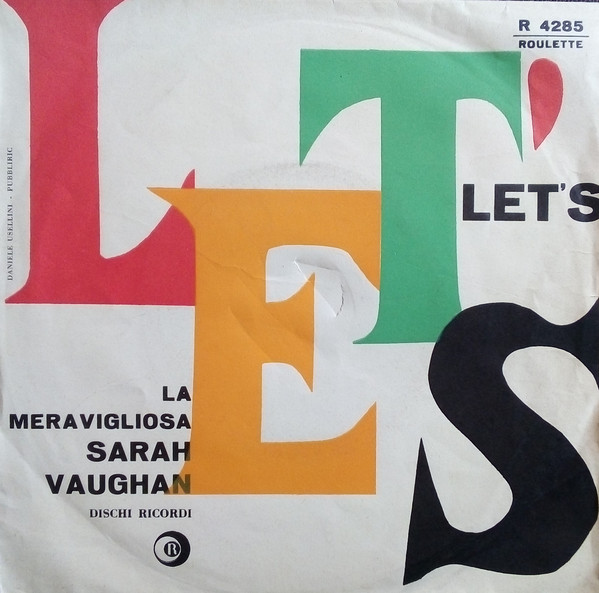 R 4285
ROULETTE
LET'S
LET'S
DANIELE USELLINI - PUBBLIRIC
LA
MERAVIGLIOSA
SARAH
VAUGHAN
DISCHI RICORDI
R